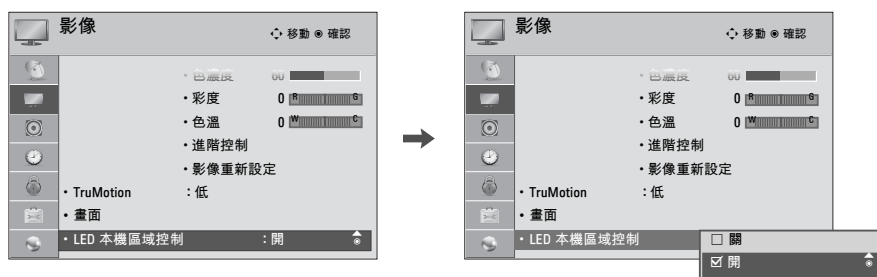 影像
移動 確認
・色濃度 60
・彩度 0 R G
・色溫 0 W C
・進階控制
・影像重新設定
・TruMotion ：低
・畫面
・LED 本機區域控制 ：開
影像
移動 確認
・色濃度 60
・彩度 0 R G
・色溫 0 W C
・進階控制
・影像重新設定
・TruMotion ：低
・畫面
・LED 本機區域控制
關
開